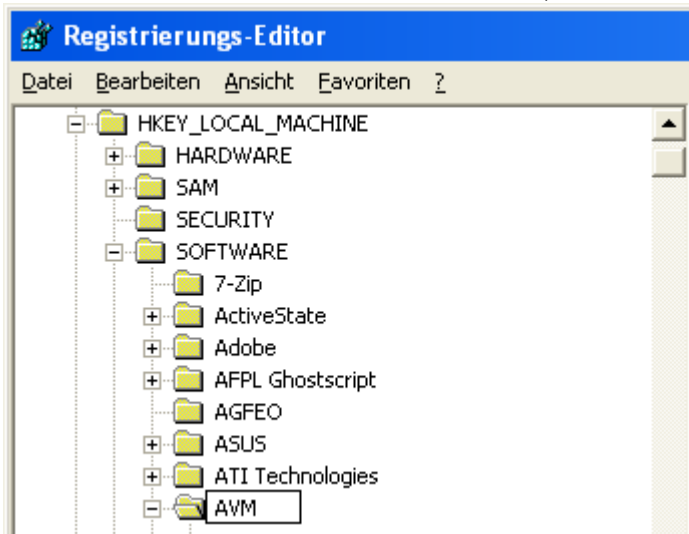 Registrierungs-Editor
Datei Bearbeiten Ansicht Favoriten ?
HKEY_LOCAL_MACHINE
HARDWARE
SAM
SECURITY
SOFTWARE
7-Zip
ActiveState
Adobe
AFPL Ghostscript
AGFEO
ASUS
ATI Technologies
AVM